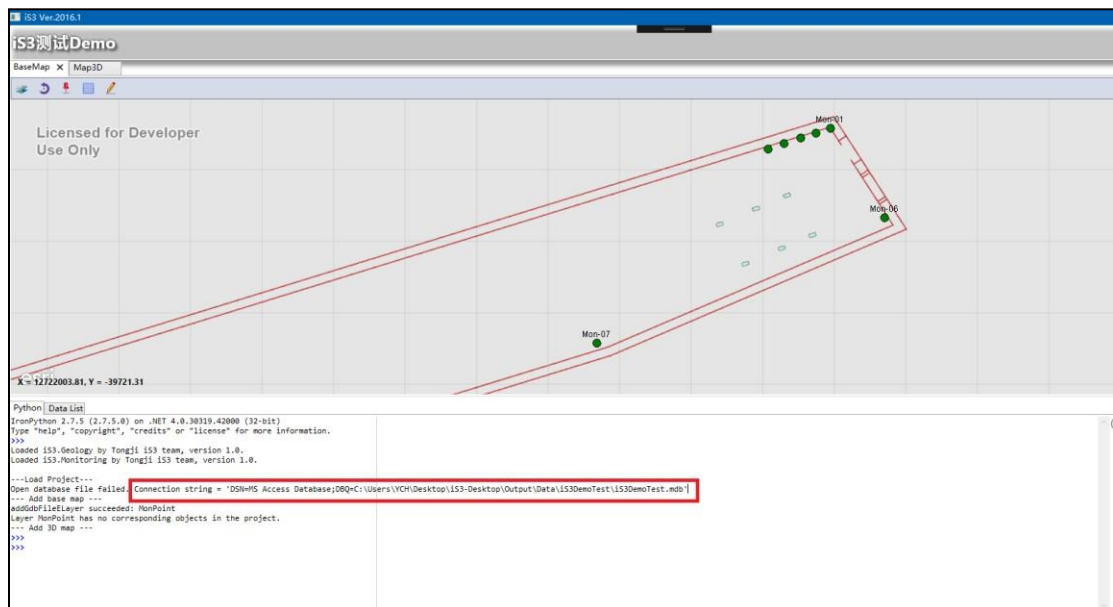 iS3 Ver.2016.1
iS3测试Demo
BaseMap X Map3D
Licensed for Developer
Use Only
Mon-01
Mon-06
Mon-07
esri
X = 12722003.81, Y = -39721.31
Python Data List
IronPython 2.7.5 (2.7.5.0) on .NET 4.0.30319.42000 (32-bit)
Type "help", "copyright", "credits" or "license" for more information.
>>>
Loaded iS3.Geology by Tongji iS3 team, version 1.0.
Loaded iS3.Monitoring by Tongji iS3 team, version 1.0.
---Load Project---
Open database file failed. Connection string = 'DSN=MS Access Database;DBQ=C:\Users\YCH\Desktop\iS3-Desktop\Output\Data\iS3DemoTest\iS3DemoTest.mdb'
--- Add base map ---
addGdbFileELayer succeeded: MonPoint
Layer MonPoint has no corresponding objects in the project.
--- Add 3D map ---
>>>
>>>